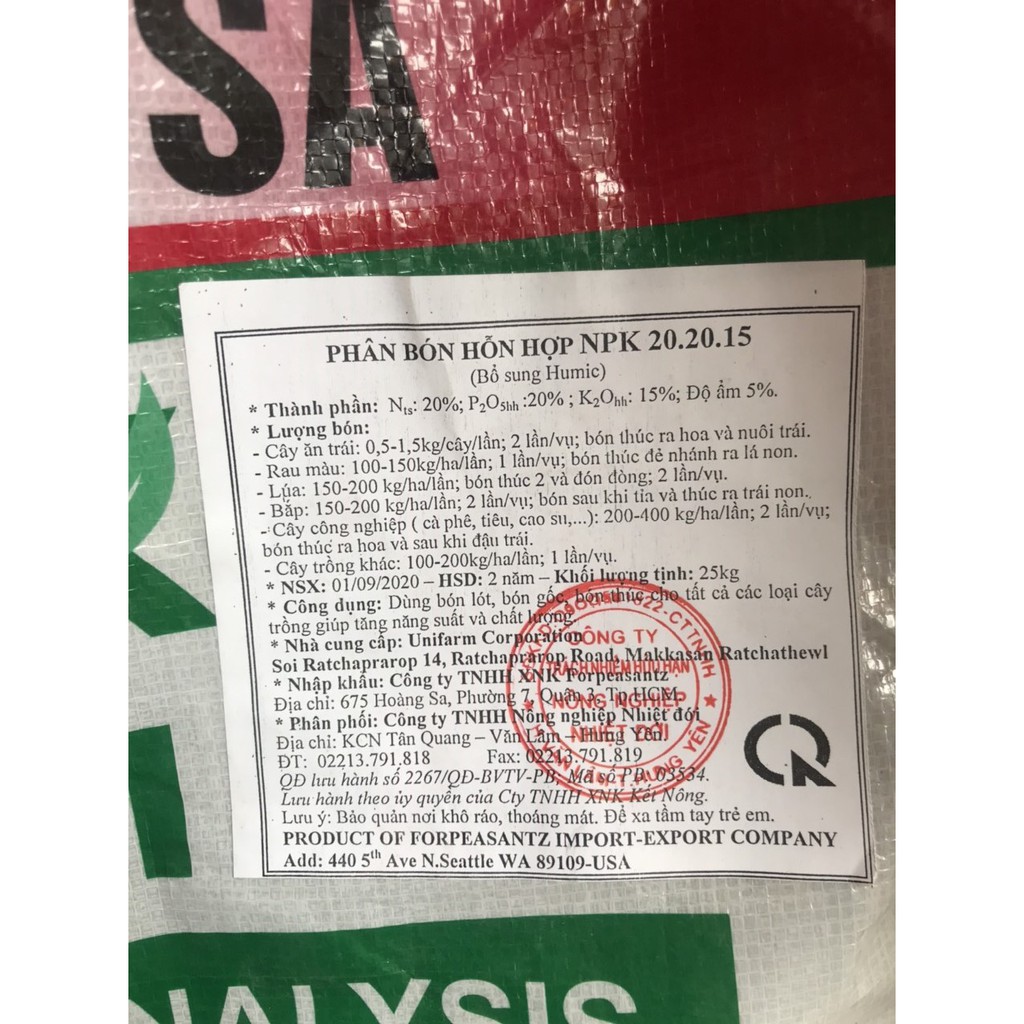 SA
PHÂN BÓN HỖN HỢP NPK 20.20.15
(Bổ sung Humic)
* Thành phần: Nts: 20%; P2O5hh :20% ; K2Ohh: 15%; Độ ẩm 5%.
* Lượng bón:
- Cây ăn trái: 0,5-1,5kg/cây/lần; 2 lần/vụ; bón thúc ra hoa và nuôi trái.
- Rau màu: 100-150kg/ha/lần; 1 lần/vụ; bón thúc đẻ nhánh ra lá non.
- Lúa: 150-200 kg/ha/lần; bón thúc 2 và đón đòng; 2 lần/vụ.
- Bắp: 150-200 kg/ha/lần; 2 lần/vụ; bón sau khi tỉa và thúc ra trái non.
- Cây công nghiệp ( cà phê, tiêu, cao su,...): 200-400 kg/ha/lần; 2 lần/vụ;
bón thúc ra hoa và sau khi đậu trái.
- Cây trồng khác: 100-200kg/ha/lần; 1 lần/vụ.
* NSX: 01/09/2020 – HSD: 2 năm – Khối lượng tịnh: 25kg
* Công dụng: Dùng bón lót, bón gốc, bón thúc cho tất cả các loại cây
trồng giúp tăng năng suất và chất lượng.
* Nhà cung cấp: Unifarm Corporation
Soi Ratchaprarop 14, Ratchaprarop Road, Makkasan Ratchathewl
* Nhập khẩu: Công ty TNHH XNK Forpeasantz
Địa chỉ: 675 Hoàng Sa, Phường 7, Quận 3, Tp.HCM
* Phân phối: Công ty TNHH Nông nghiệp Nhiệt đới
Địa chỉ: KCN Tân Quang – Văn Lâm – Hưng Yên
ĐT: 02213.791.818 Fax: 02213.791.819
QĐ lưu hành số 2267/QĐ-BVTV-PB; Mã số PB: 03534.
Lưu hành theo ủy quyền của Cty TNHH XNK Kết Nông.
Lưu ý: Bảo quản nơi khô ráo, thoáng mát. Để xa tầm tay trẻ em.
PRODUCT OF FORPEASANTZ IMPORT-EXPORT COMPANY
Add: 440 5th Ave N.Seattle WA 89109-USA
CÔNG TY
TRÁCH NHIỆM HỮU HẠN
NÔNG NGHIỆP
NHIỆT ĐỚI
NALYSIS